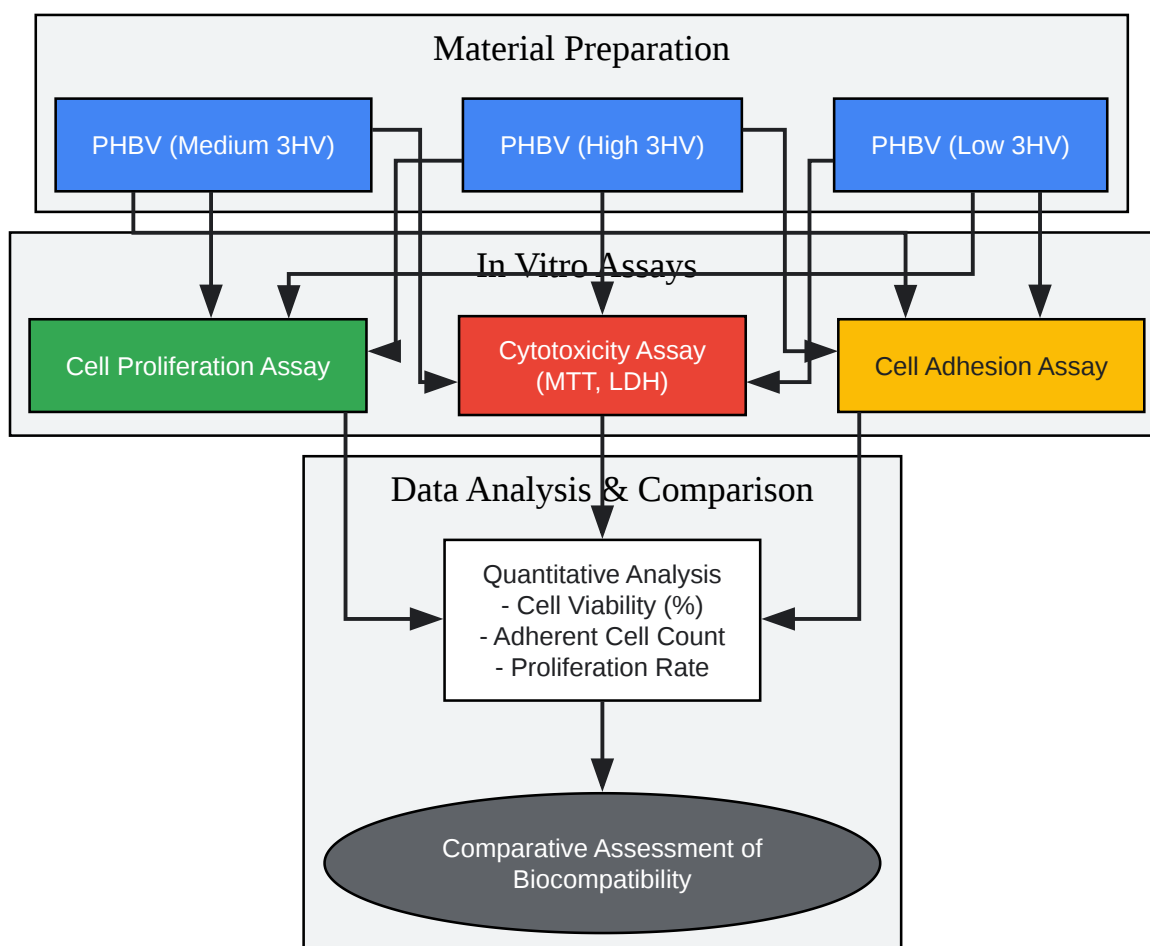 Material Preparation
PHBV (Medium 3HV)
PHBV (High 3HV)
PHBV (Low 3HV)
In Vitro Assays
Cell Proliferation Assay
Cytotoxicity Assay
(MTT, LDH)
Cell Adhesion Assay
Data Analysis & Comparison
Quantitative Analysis
- Cell Viability (%)
- Adherent Cell Count
- Proliferation Rate
Comparative Assessment of
Biocompatibility